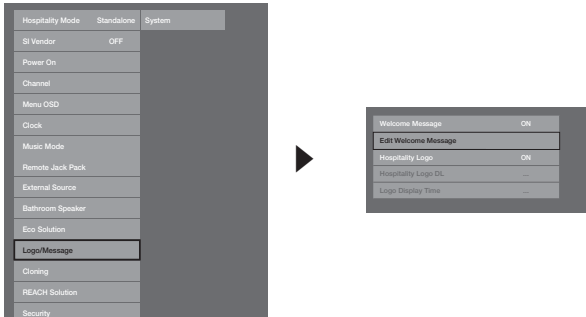 Hospitality Mode Standalone System
SI Vendor OFF
Power On
Channel
Menu OSD
Clock
Music Mode
Remote Jack Pack
External Source
Bathroom Speaker
Eco Solution
Logo/Message
Cloning
REACH Solution
Security
Welcome Message ON
Edit Welcome Message
Hospitality Logo ON
Hospitality Logo DL ...
Logo Display Time ...